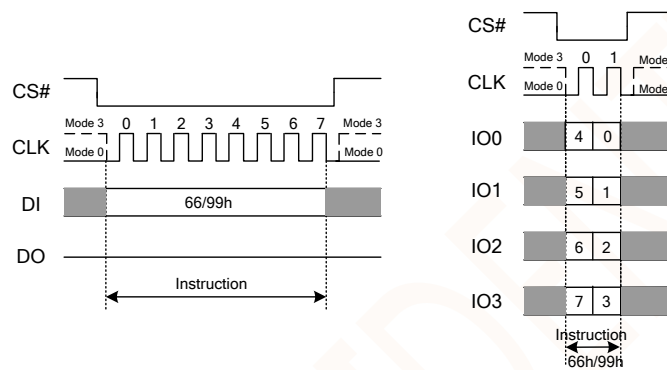 CS#
Mode 3 0 1 2 3 4 5 6 7 Mode 3
CLK
Mode 0 Mode 0
DI 66/99h
DO
Instruction
CS#
Mode 3 0 1 Mode
CLK
Mode 0 Mode
IO0 4 0
IO1 5 1
IO2 6 2
IO3 7 3
Instruction
66h/99h